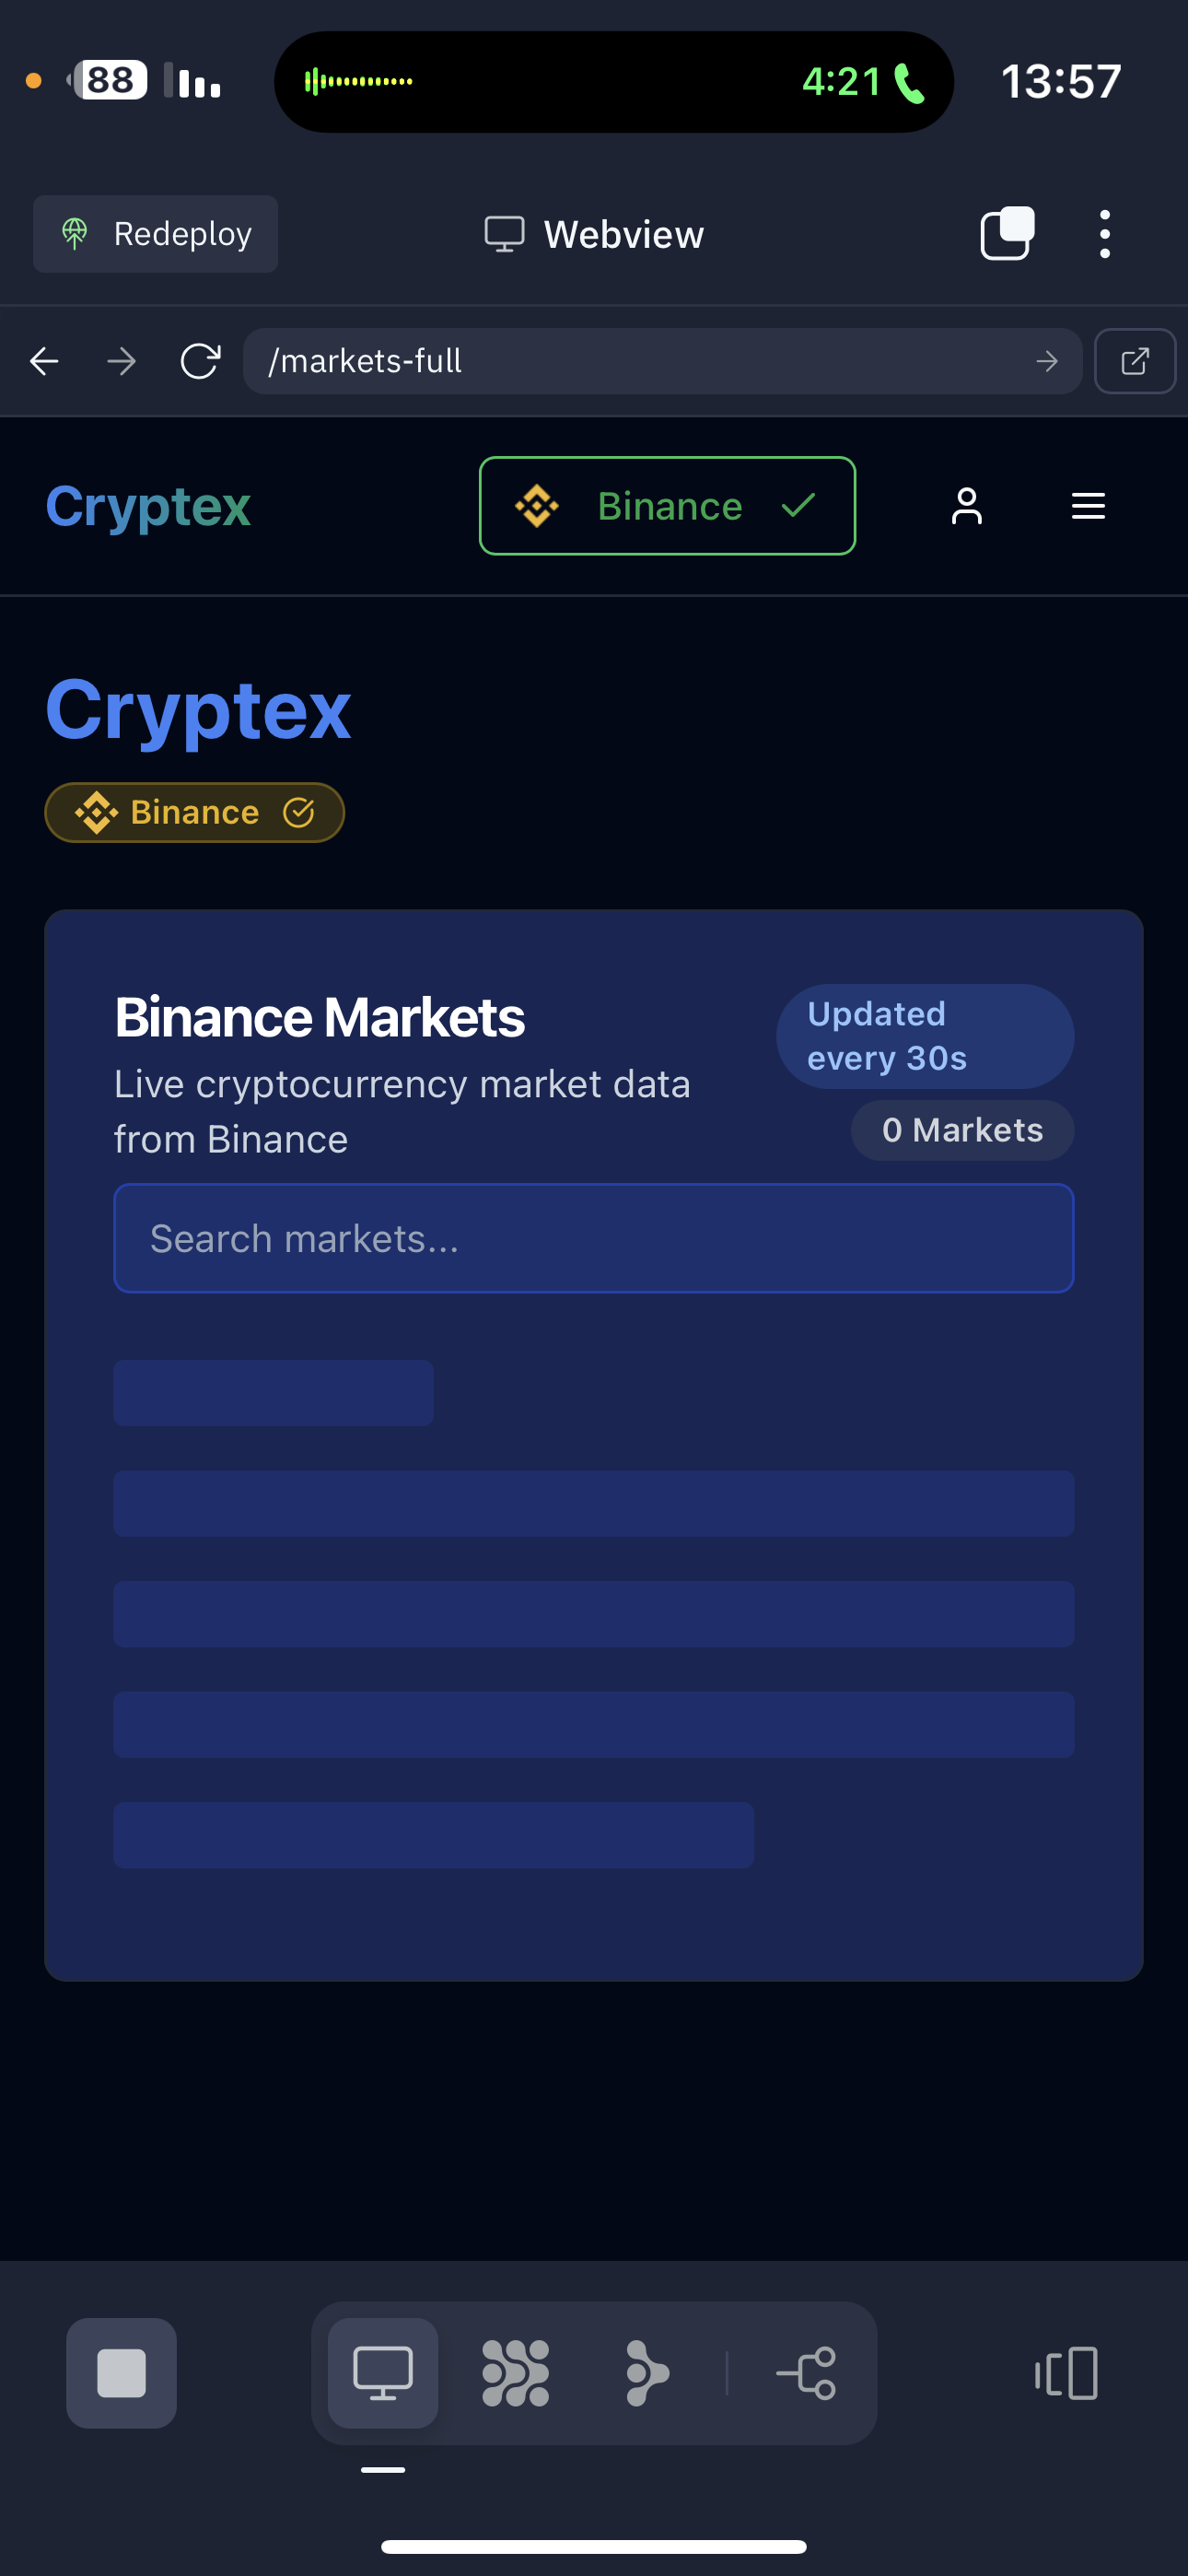 88
4:21
13:57
Redeploy
Webview
/markets-full
Cryptex
Binance
Cryptex
Binance
Binance Markets
Live cryptocurrency market data
from Binance
Updated
every 30s
0 Markets
Search markets...